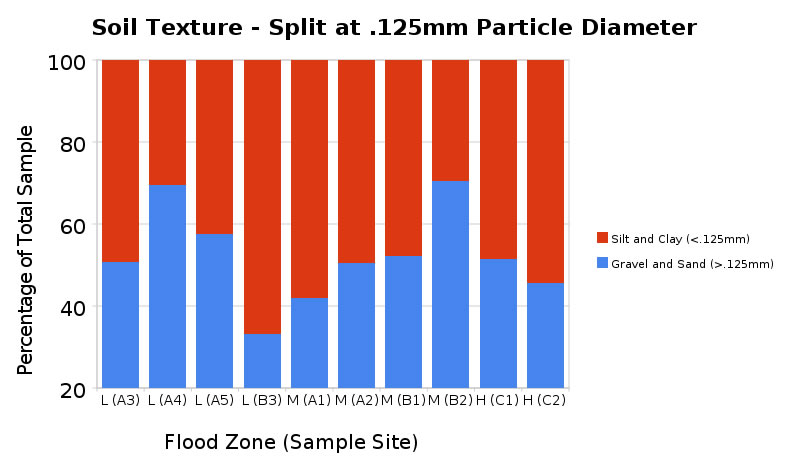 Soil Texture - Split at .125mm Particle Diameter
Percentage of Total Sample
100
80
60
40
20
L (A3) L (A4) L (A5) L (B3) M (A1) M (A2) M (B1) M (B2) H (C1) H (C2)
Flood Zone (Sample Site)
Silt and Clay (<.125mm)
Gravel and Sand (>.125mm)